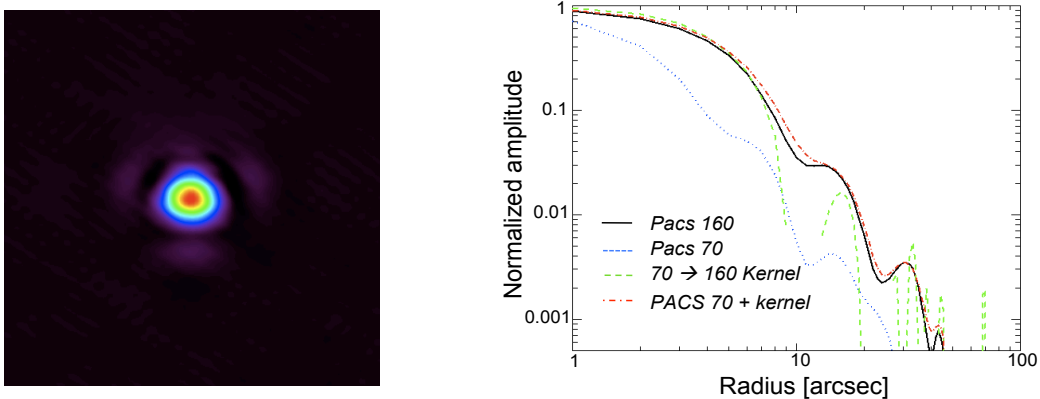 1
0.1
0.01
0.001
Normalized amplitude
Pacs 160
Pacs 70
70 → 160 Kernel
PACS 70 + kernel
1
10
100
Radius [arcsec]